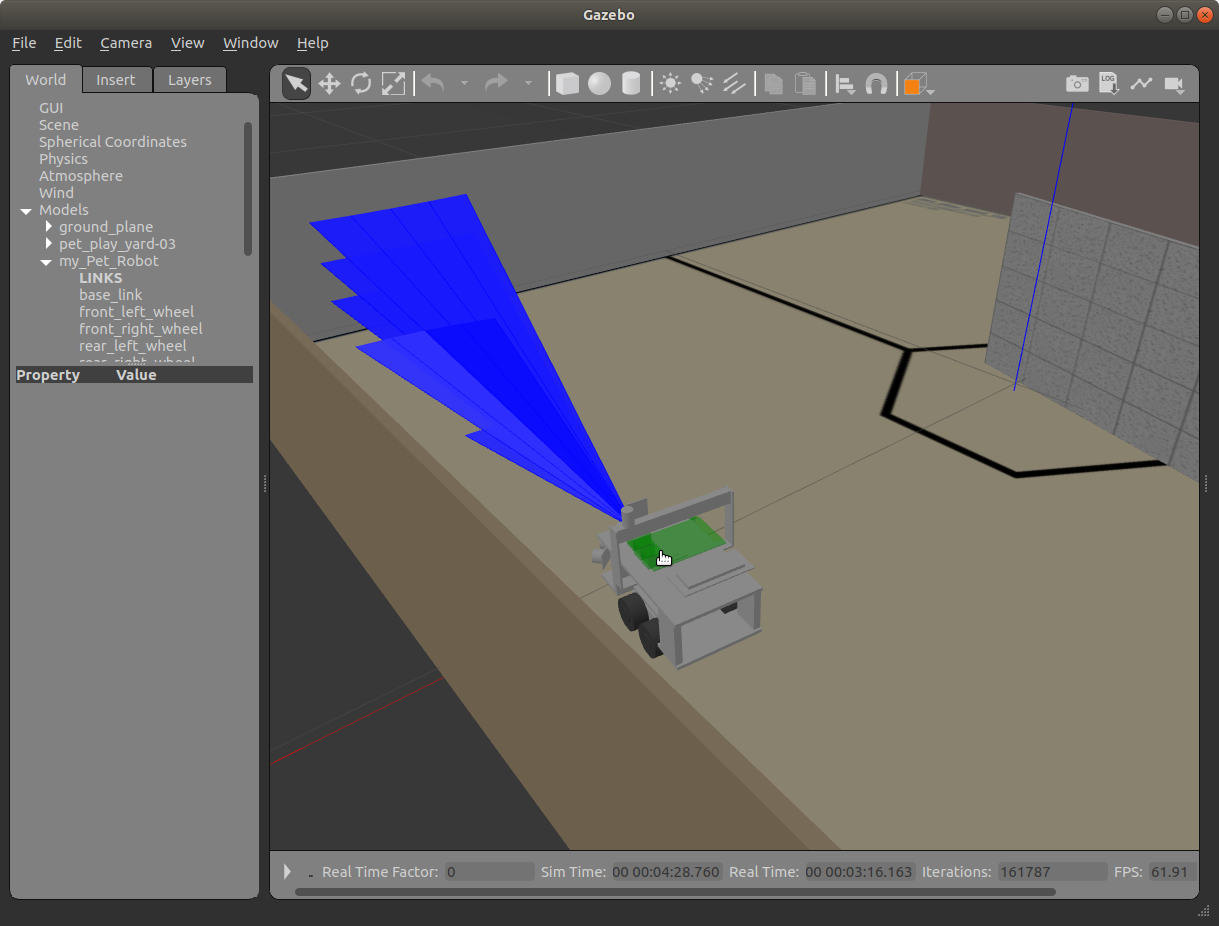 Gazebo
File Edit Camera View Window Help
World Insert Layers
LOG
GUI
Scene
Spherical Coordinates
Physics
Atmosphere
Wind
Models
ground_plane
pet_play_yard-03
my_Pet_Robot
LINKS
base_link
front_left_wheel
front_right_wheel
rear_left_wheel
rear_right_wheel
Property Value
Real Time Factor: 0 Sim Time: 00 00:04:28.760 Real Time: 00 00:03:16.163 Iterations: 161787 FPS: 61.91